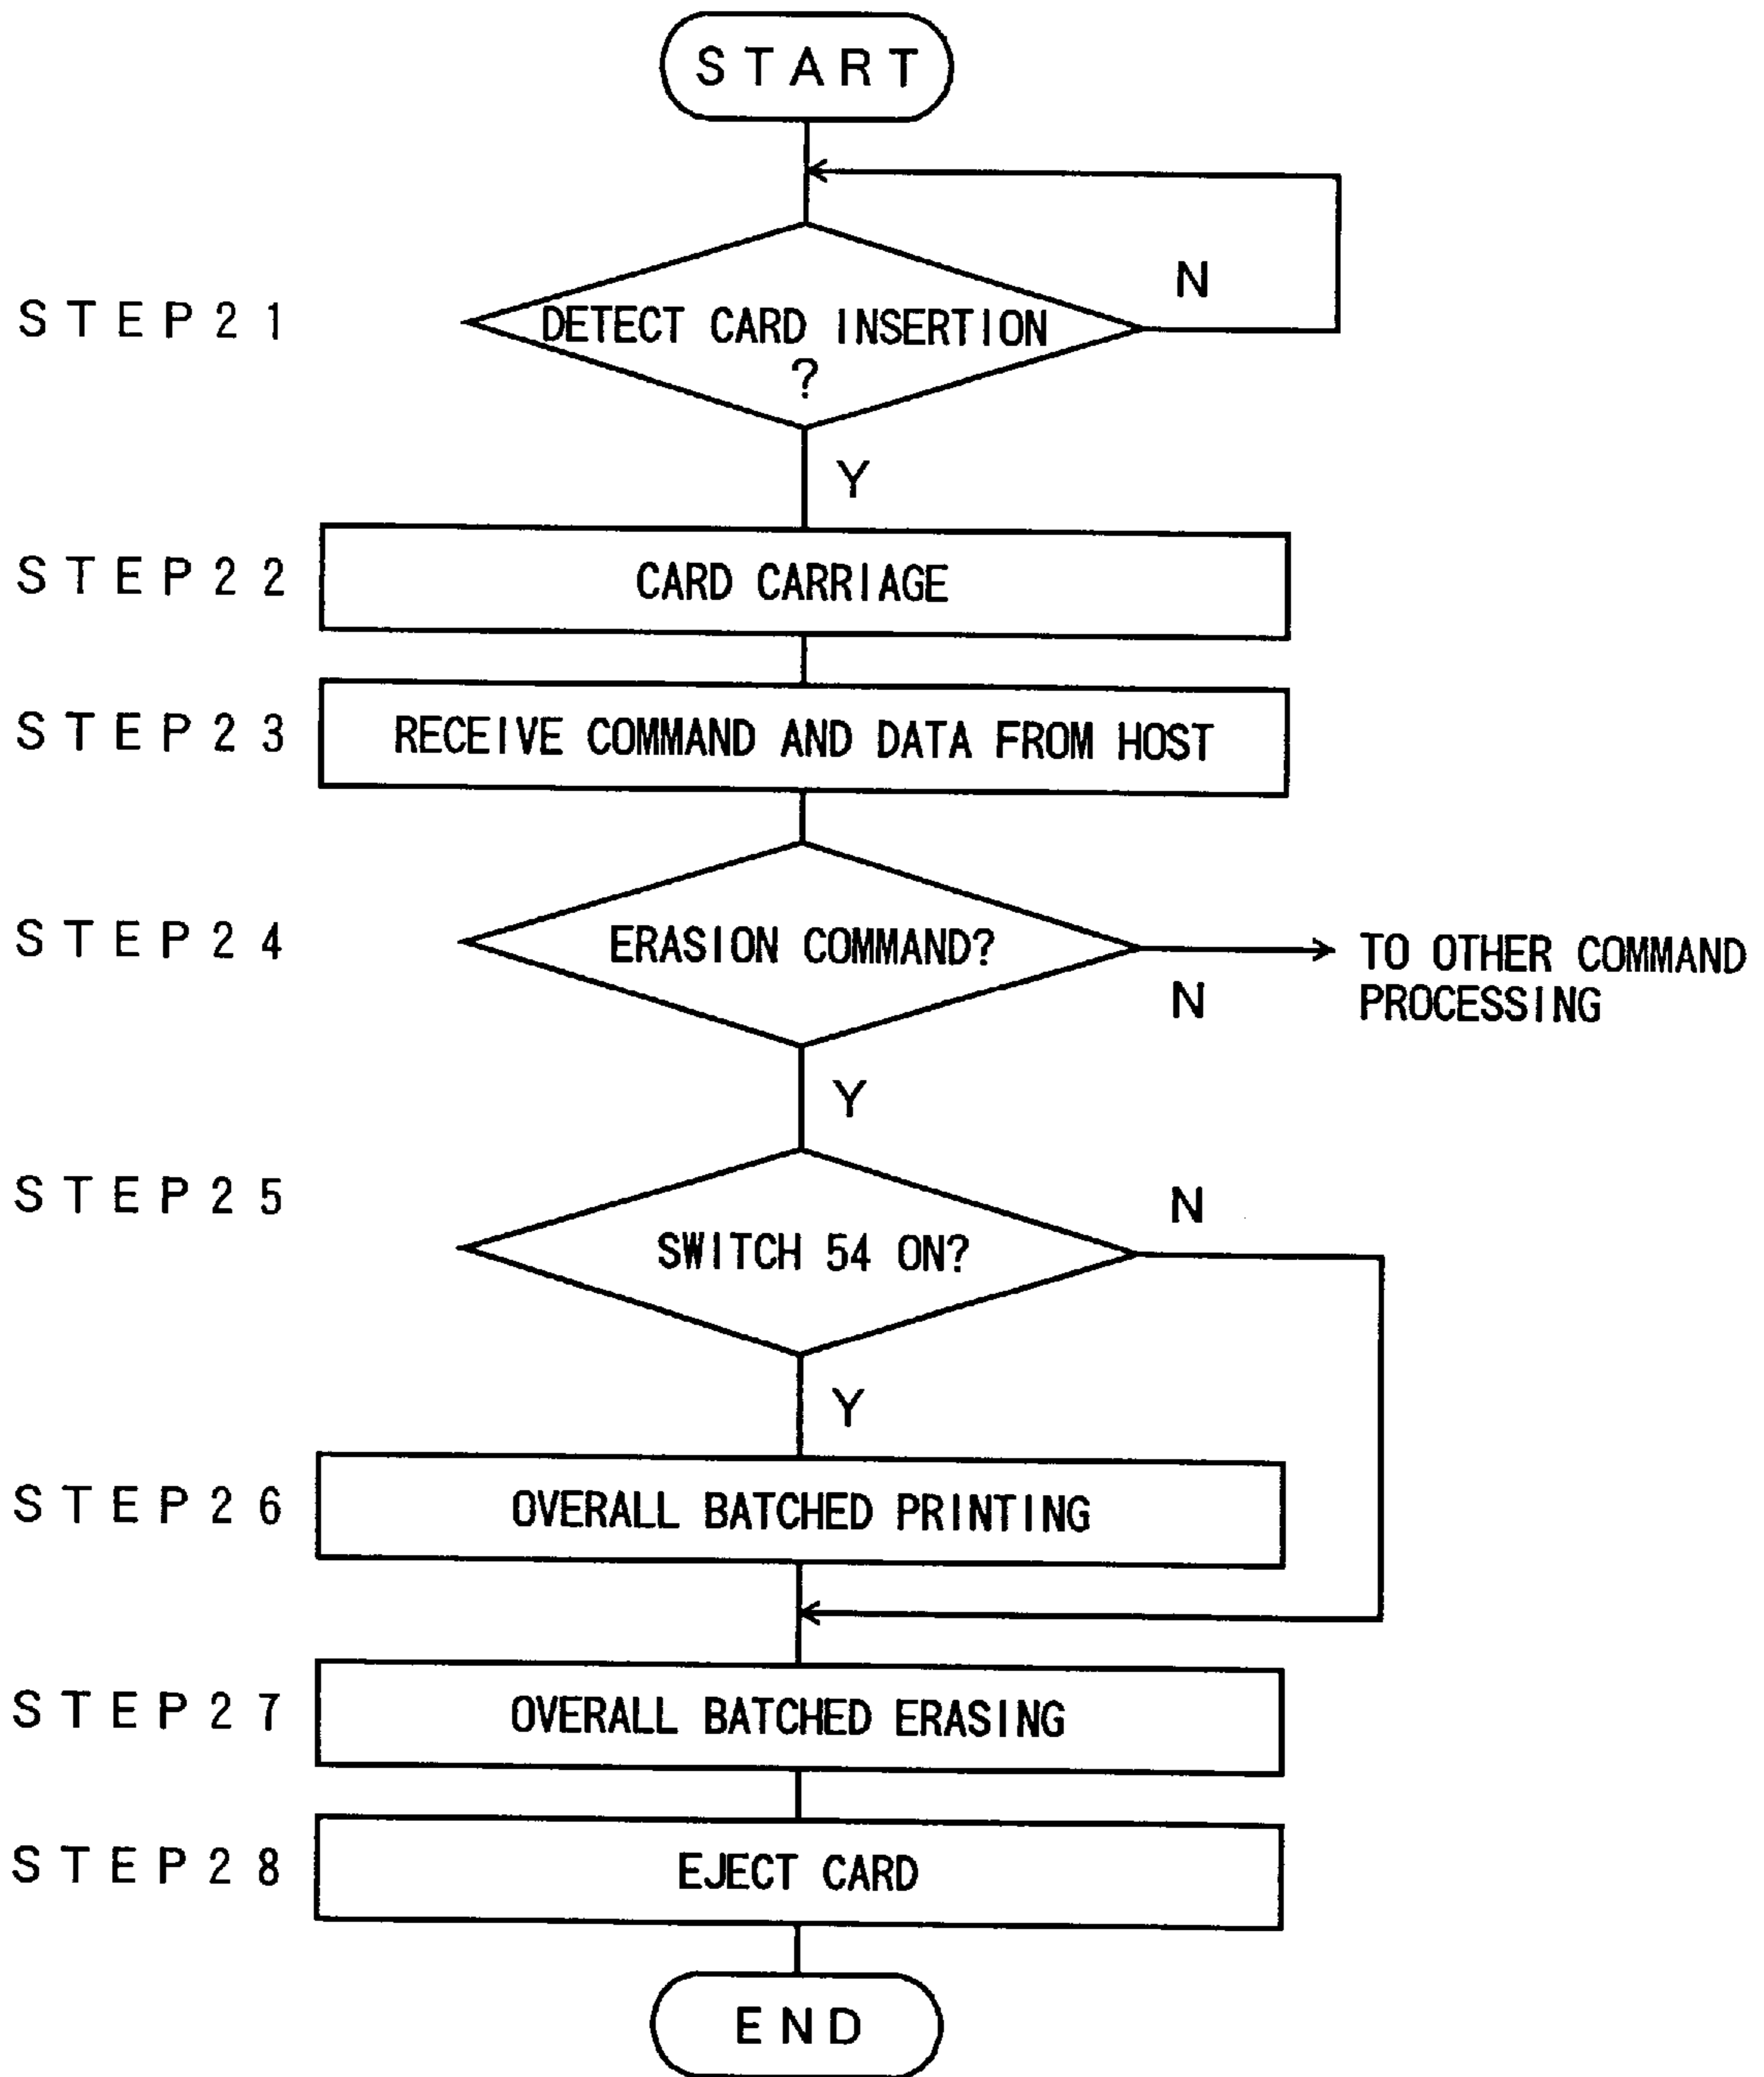 START
N
STEP21
DETECT CARD INSERTION
?
Y
STEP22
CARD CARRIAGE
STEP23
RECEIVE COMMAND AND DATA FROM HOST
STEP24
ERASION COMMAND?
TO OTHER COMMAND
PROCESSING
N
Y
STEP25
N
SWITCH 54 ON?
Y
STEP26
OVERALL BATCHED PRINTING
STEP27
OVERALL BATCHED ERASING
STEP28
EJECT CARD
END